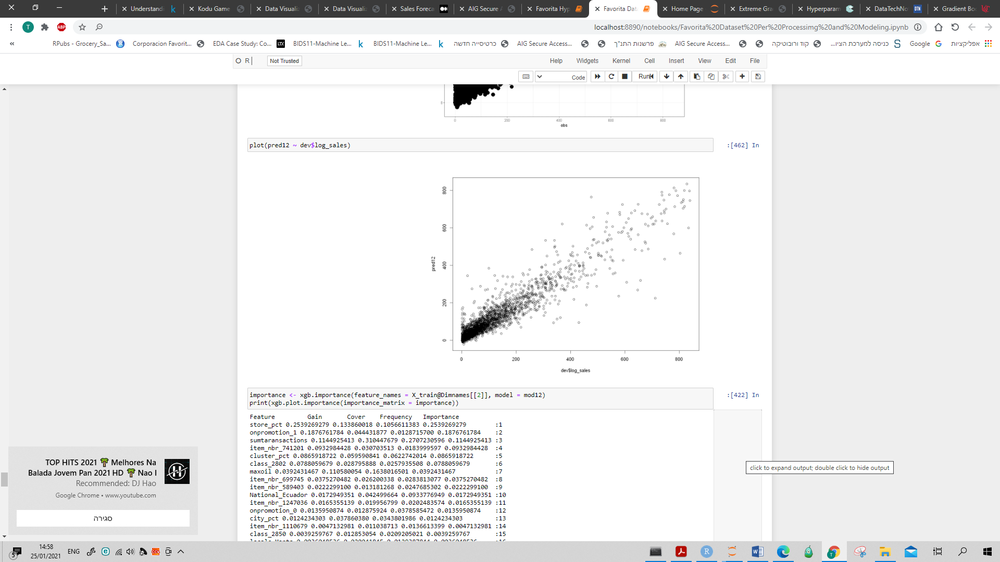 Understandi
Kodu Game
Data Visuali
Data Visuali
Sales Foreca
AIG Secure A
Favorita Hyp
Favorita Dat
Home Page
Extreme Gra
Hyperparam
DataTechNo
Gradient Bo
T
ABP
localhost:8890/notebooks/Favorita%20Dataset%20Per%20Processimg%20and%20Modeling.ipynb
RPubs - Grocery_Sa...
Corporacion Favorit...
EDA Case Study: Co...
BIDS11-Machine Le...
BIDS11-Machine Le...
כרטיסייה חדשה
AIG Secure Access...
פרשנות התנ"ך
AIG Secure Access...
קוד ורובוטיקה
כניסה למערכת הציו...
Google
אפליקציות
R
Not Trusted
Help
Widgets
Kernel
Cell
Insert
View
Edit
File
Code
Run
0 200 400 600 800
obs
plot(pred12 ~ dev$log_sales)
:[462] In
800
600
400
200
0
pred12
0 200 400 600 800
dev$log_sales
importance <- xgb.importance(feature_names = X_train@Dimnames[[2]], model = mod12)
:[422] In
print(xgb.plot.importance(importance_matrix = importance))
Feature Gain Cover Frequency Importance
store_pct 0.2539269279 0.133860018 0.1056611383 0.2539269279 :1
onpromotion_1 0.1876761784 0.044431877 0.0128715700 0.1876761784 :2
sumtaransactions 0.1144925413 0.310447679 0.2707230596 0.1144925413 :3
item_nbr_741201 0.0932984428 0.030703513 0.0183999597 0.0932984428 :4
cluster_pct 0.0865918722 0.059590841 0.0622742014 0.0865918722 :5
class_2802 0.0788059679 0.028795888 0.0257935508 0.0788059679 :6
maxoil 0.0392431467 0.110580054 0.1638016501 0.0392431467 :7
item_nbr_699745 0.0375270482 0.026200338 0.0283813077 0.0375270482 :8
item_nbr_589403 0.0222299100 0.013181268 0.0247685302 0.0222299100 :9
National_Ecuador 0.0172949351 0.042499664 0.0933776949 0.0172949351 :10
item_nbr_1247036 0.0165355139 0.019956799 0.0202483574 0.0165355139 :11
onpromotion_0 0.0135950874 0.012875924 0.0378585472 0.0135950874 :12
city_pct 0.0124234303 0.037860380 0.0343801986 0.0124234303 :13
item_nbr_1110679 0.0047132981 0.011038713 0.0136613399 0.0047132981 :14
class_2850 0.0039259767 0.012853054 0.0209205021 0.0039259767 :15
click to expand output; double click to hide output
TOP HITS 2021 🌴 Melhores Na
Balada Jovem Pan 2021 HD 🌴 Nao I
Recommended: DJ Hao
Google Chrome • www.youtube.com
סגירה
5
14:58
25/01/2021
ENG